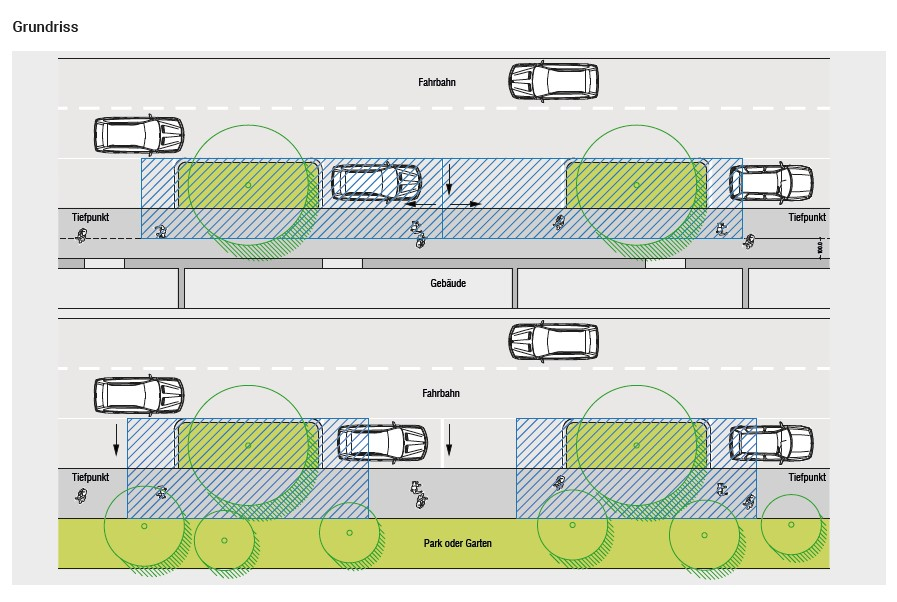 Grundriss
Fahrbahn
Tiefpunkt
Tiefpunkt
Gebäude
Fahrbahn
Tiefpunkt
Tiefpunkt
Park oder Garten